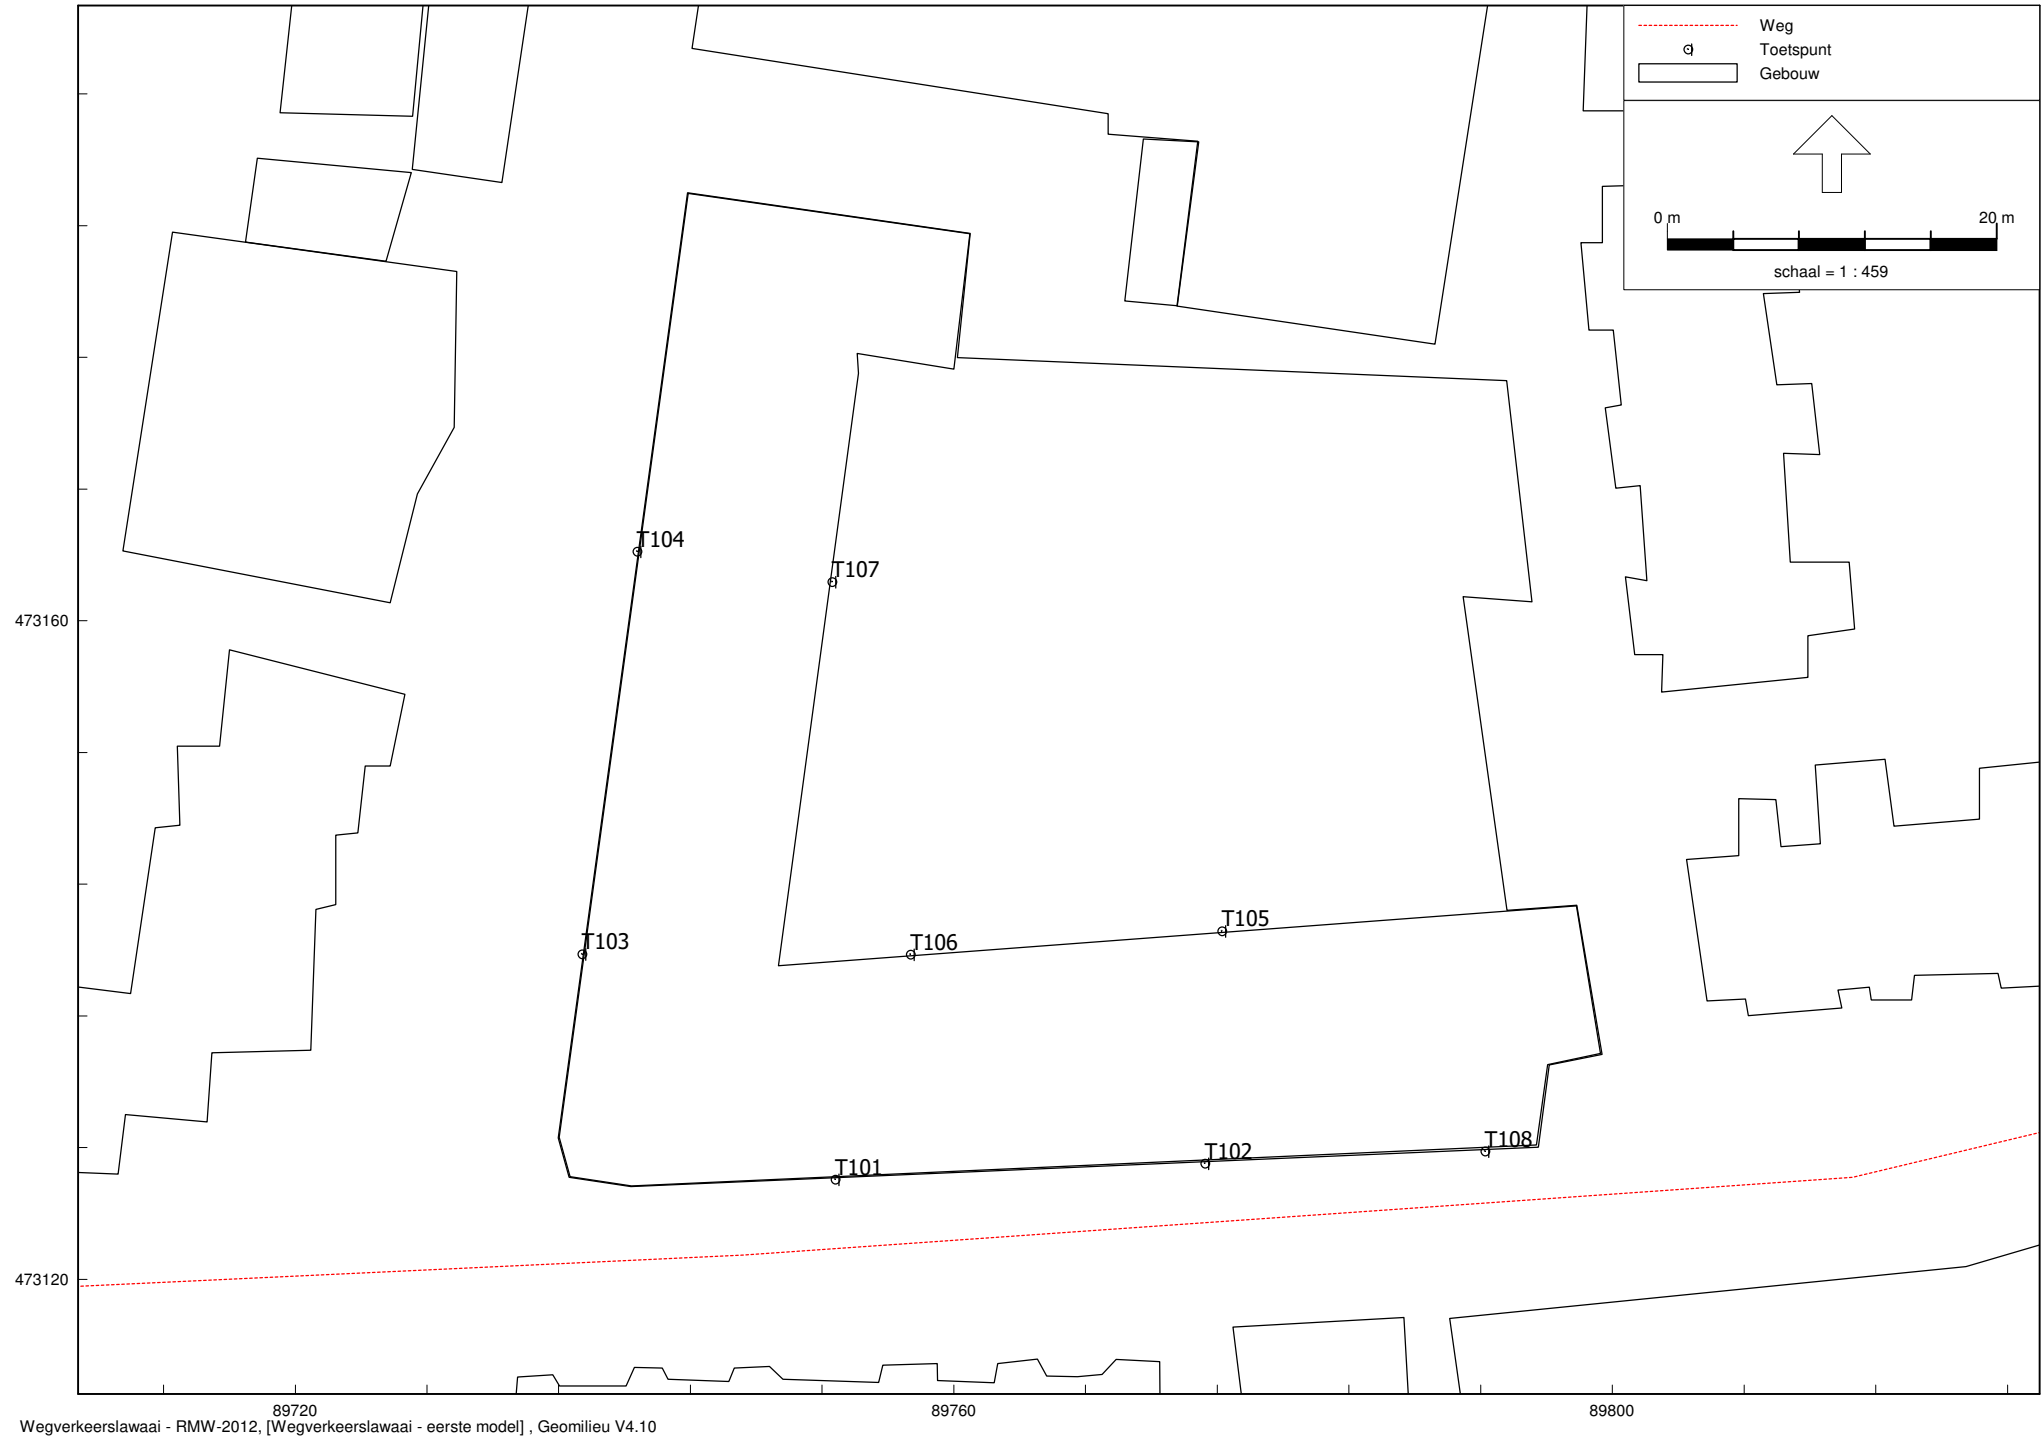 Weg
Toetspunt
Gebouw
0 m 20 m
schaal = 1 : 459
T104
T107
473160
T105
T103
T106
T108
T102
T101
473120
89720 89760 89800
Wegverkeerslawaai - RMW-2012, [Wegverkeerslawaai - eerste model] , Geomilieu V4.10